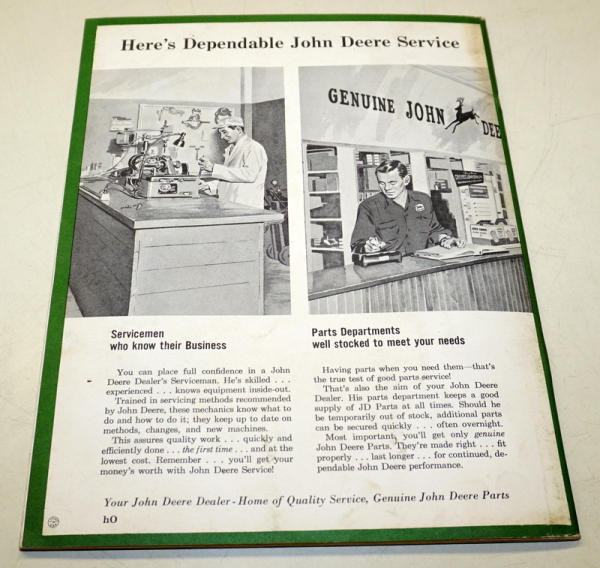 Here's Dependable John Deere Service
GENUINE JOHN DEE
Servicemen
who know their Business
You can place full confidence in a John
Deere Dealer's Serviceman. He's skilled . . .
experienced . . . knows equipment inside-out.
Trained in servicing methods recommended
by John Deere, these mechanics know what to
do and how to do it; they keep up to date on
methods, changes, and new machines.
This assures quality work . . . quickly and
efficiently done . . . the first time . . . and at the
lowest cost. Remember . . . you'll get your
money's worth with John Deere Service!
Parts Departments
well stocked to meet your needs
Having parts when you need them—that's
the true test of good parts service!
That's also the aim of your John Deere
Dealer. His parts department keeps a good
supply of JD Parts at all times. Should he
be temporarily out of stock, additional parts
can be secured quickly . . . often overnight.
Most important, you'll get only genuine
John Deere Parts. They're made right . . . fit
properly . . . last longer . . . for continued, de-
pendable John Deere performance.
Your John Deere Dealer - Home of Quality Service, Genuine John Deere Parts
hO